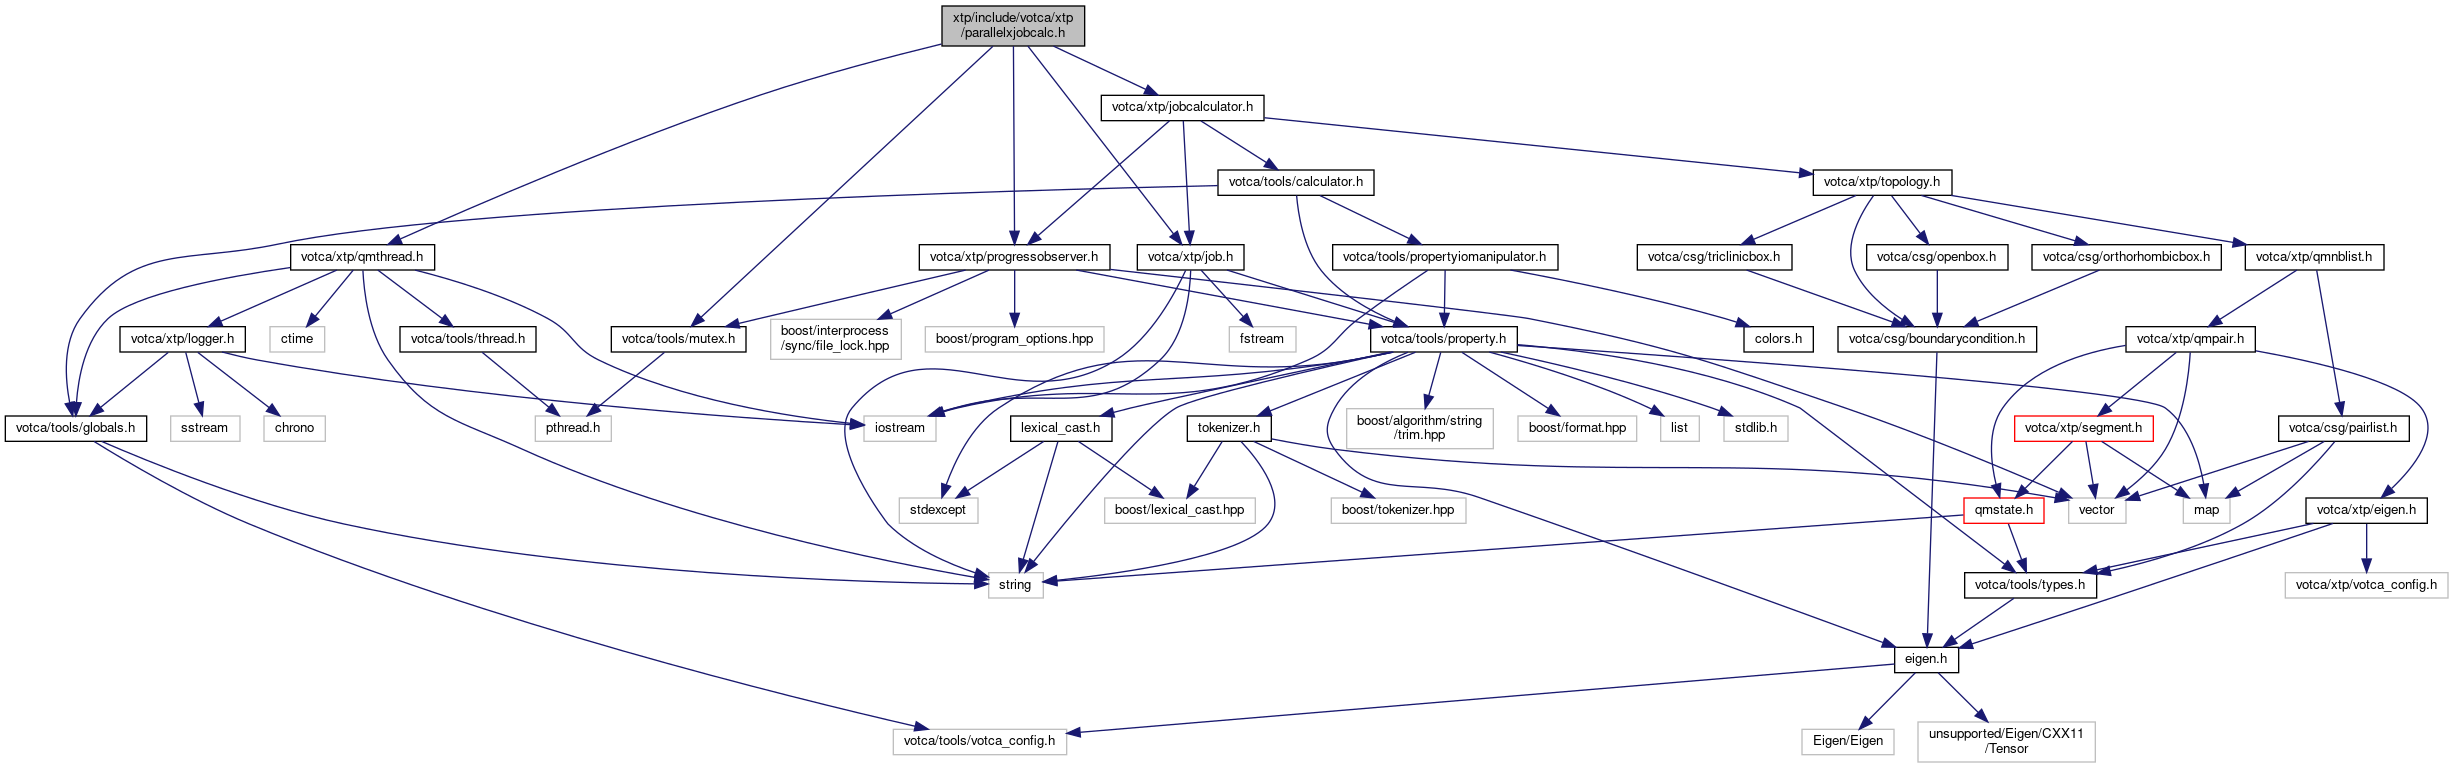 xtp/include/votca/xtp
/parallelxjobcalc.h
votca/xtp/jobcalculator.h
votca/tools/calculator.h
votca/xtp/topology.h
votca/xtp/qmthread.h
votca/xtp/progressobserver.h
votca/xtp/job.h
votca/tools/propertyiomanipulator.h
votca/csg/triclinicbox.h
votca/csg/openbox.h
votca/csg/orthorhombicbox.h
votca/xtp/qmnblist.h
votca/xtp/logger.h
ctime
votca/tools/thread.h
votca/tools/mutex.h
boost/interprocess
/sync/file_lock.hpp
boost/program_options.hpp
fstream
votca/tools/property.h
colors.h
votca/csg/boundarycondition.h
votca/xtp/qmpair.h
votca/tools/globals.h
sstream
chrono
pthread.h
iostream
lexical_cast.h
tokenizer.h
boost/algorithm/string
/trim.hpp
boost/format.hpp
list
stdlib.h
votca/xtp/segment.h
votca/csg/pairlist.h
stdexcept
boost/lexical_cast.hpp
boost/tokenizer.hpp
qmstate.h
vector
map
votca/xtp/eigen.h
string
votca/tools/types.h
votca/xtp/votca_config.h
eigen.h
votca/tools/votca_config.h
Eigen/Eigen
unsupported/Eigen/CXX11
/Tensor